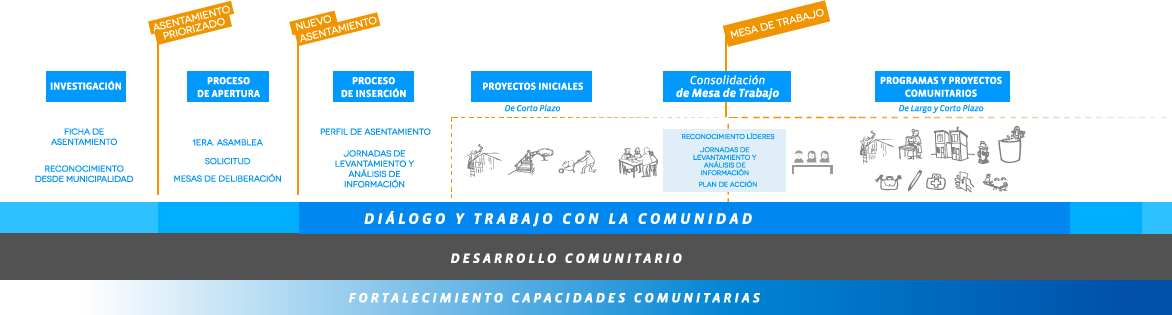 ASENTAMIENTO
PRIORIZADO
NUEVO
ASENTAMIENTO
MESA DE TRABAJO
INVESTIGACIÓN
FICHA DE
ASENTAMIENTO
RECONOCIMIENTO
DESDE MUNICIPALIDAD
PROCESO
DE APERTURA
1ERA. ASAMBLEA
SOLICITUD
MESAS DE DELIBERACIÓN
PROCESO
DE INSERCIÓN
PERFIL DE ASENTAMIENTO
JORNADAS DE
LEVANTAMIENTO Y
ANÁLISIS DE
INFORMACIÓN
PROYECTOS INICIALES
De Corto Plazo
Consolidación
de Mesa de Trabajo
RECONOCIMIENTO LÍDERES
JORNADAS DE
LEVANTAMIENTO Y
ANÁLISIS DE
INFORMACIÓN
PLAN DE ACCIÓN
PROGRAMAS Y PROYECTOS
COMUNITARIOS
De Largo y Corto Plazo
DIÁLOGO Y TRABAJO CON LA COMUNIDAD
DESARROLLO COMUNITARIO
FORTALECIMIENTO CAPACIDADES COMUNITARIAS